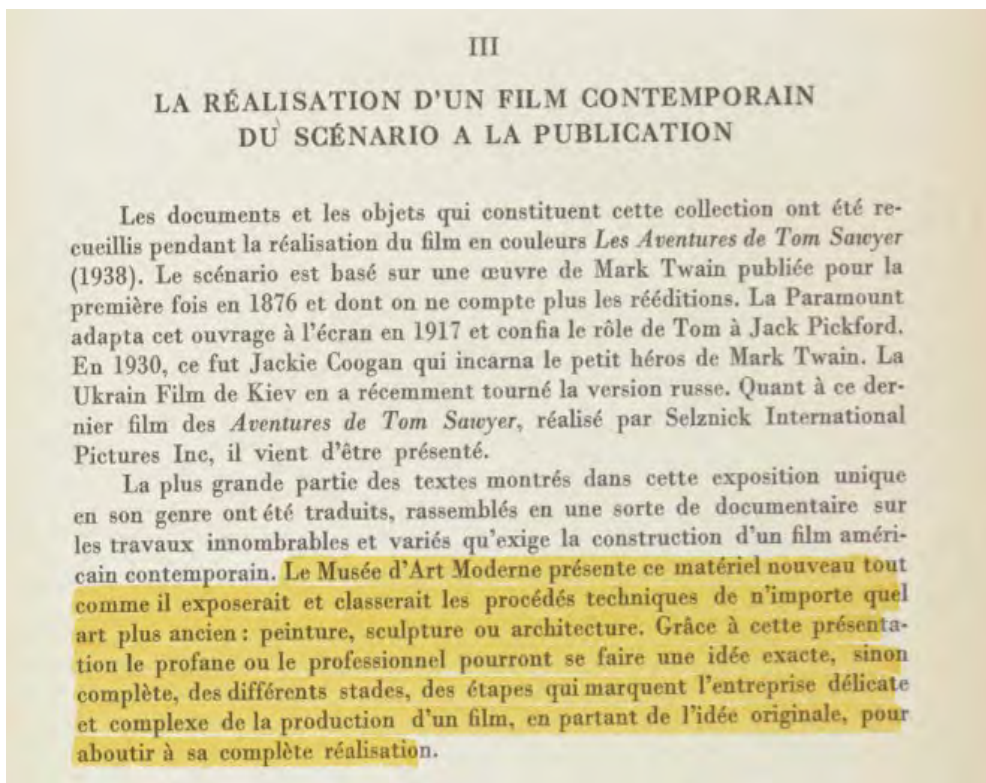 III
LA RÉALISATION D'UN FILM CONTEMPORAIN
DU SCÉNARIO A LA PUBLICATION
Les documents et les objets qui constituent cette collection ont été re-
cueillis pendant la réalisation du film en couleurs Les Aventures de Tom Sawyer
(1938). Le scénario est basé sur une œuvre de Mark Twain publiée pour la
première fois en 1876 et dont on ne compte plus les rééditions. La Paramount
adapta cet ouvrage à l'écran en 1917 et confia le rôle de Tom à Jack Pickford.
En 1930, ce fut Jackie Coogan qui incarna le petit héros de Mark Twain. La
Ukrain Film de Kiev en a récemment tourné la version russe. Quant à ce der-
nier film des Aventures de Tom Sawyer, réalisé par Selznick International
Pictures Inc, il vient d'être présenté.
La plus grande partie des textes montrés dans cette exposition unique
en son genre ont été traduits, rassemblés en une sorte de documentaire sur
les travaux innombrables et variés qu'exige la construction d'un film améri-
cain contemporain. Le Musée d'Art Moderne présente ce matériel nouveau tout
comme il exposerait et classerait les procédés techniques de n'importe quel
art plus ancien : peinture, sculpture ou architecture. Grâce à cette présenta-
tion le profane ou le professionnel pourront se faire une idée exacte, sinon
complète, des différents stades, des étapes qui marquent l'entreprise délicate
et complexe de la production d'un film, en partant de l'idée originale, pour
aboutir à sa complète réalisation.